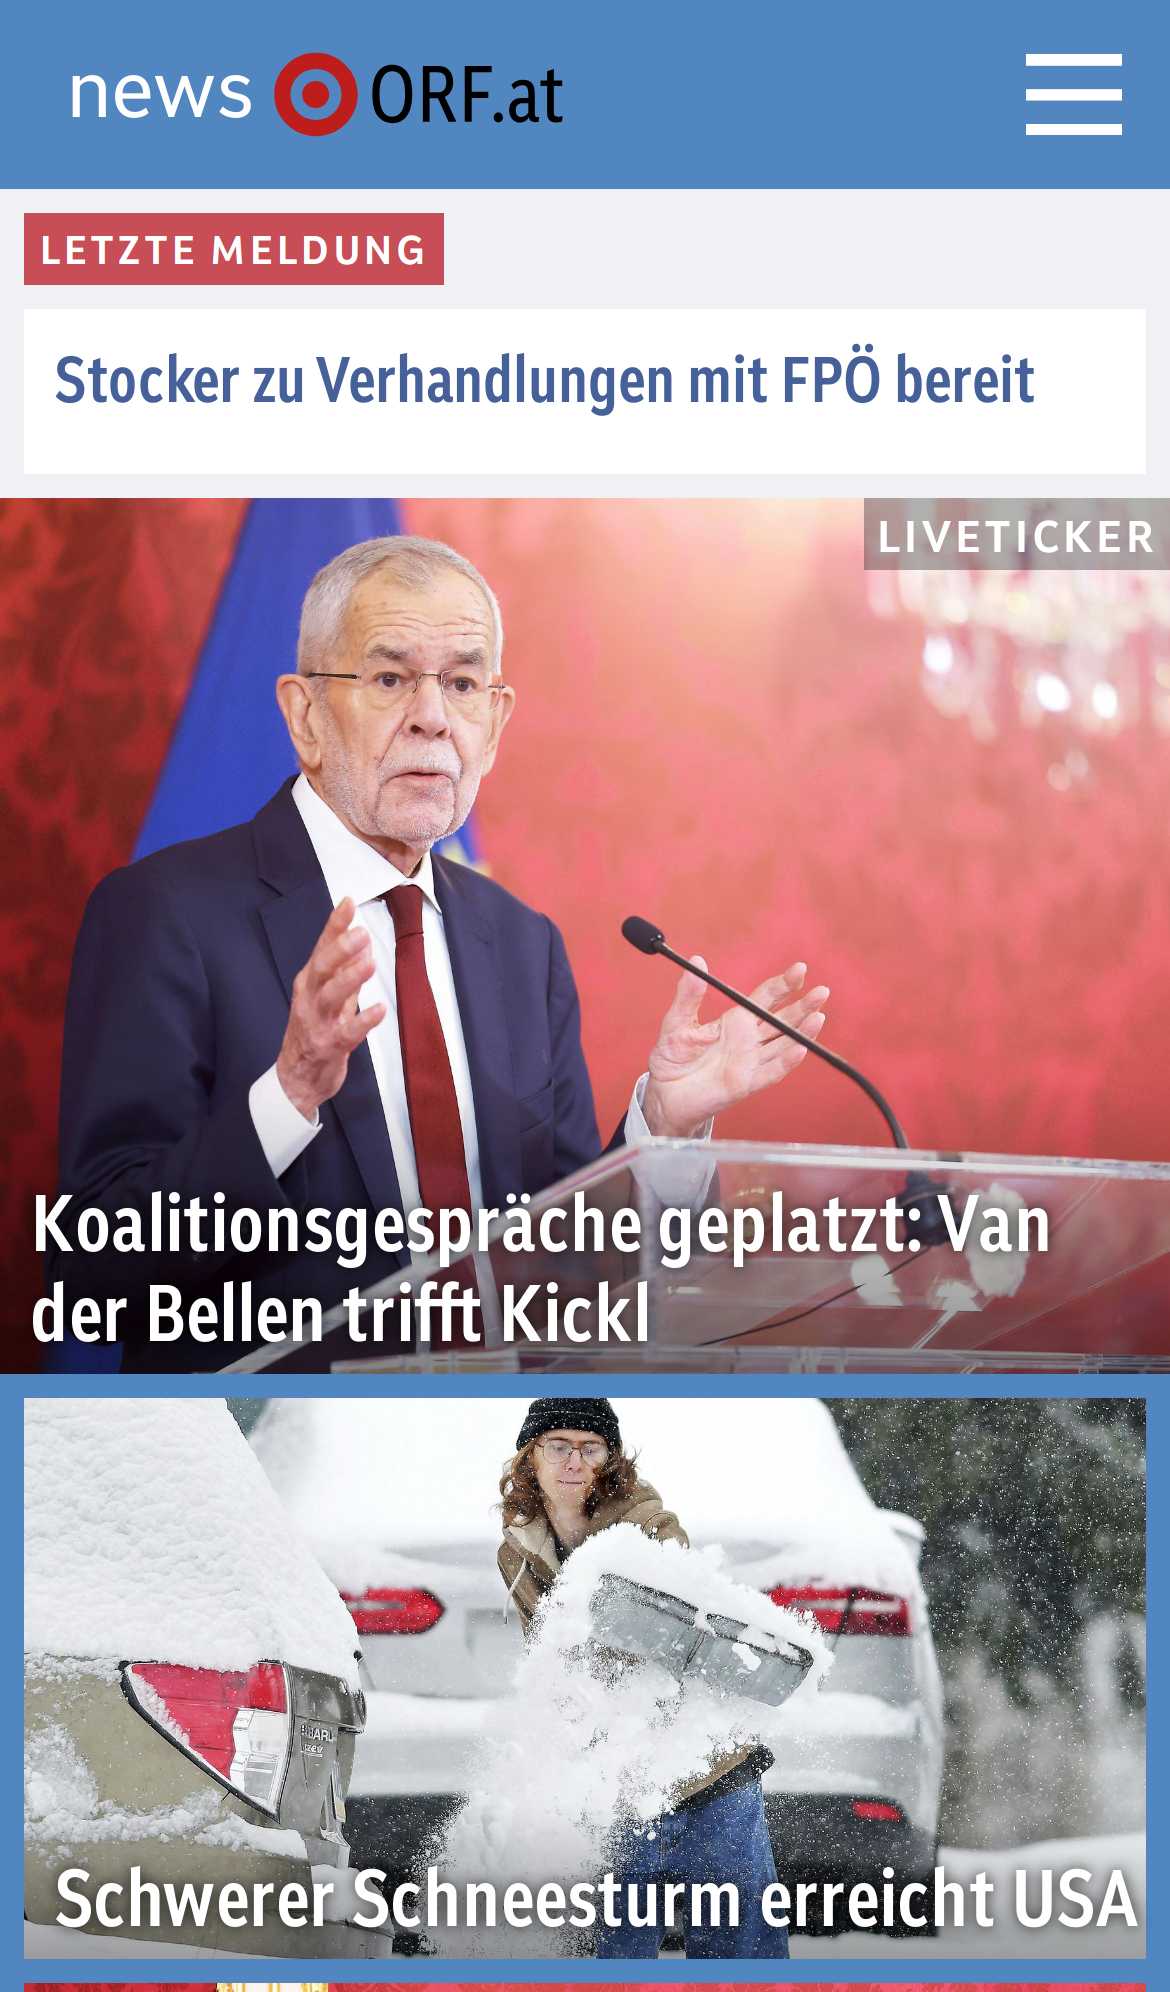 news ORF.at
LETZTE MELDUNG
Stocker zu Verhandlungen mit FPÖ bereit
LIVETICKER
Koalitionsgespräche geplatzt: Van
der Bellen trifft Kickl
Schwerer Schneesturm erreicht USA